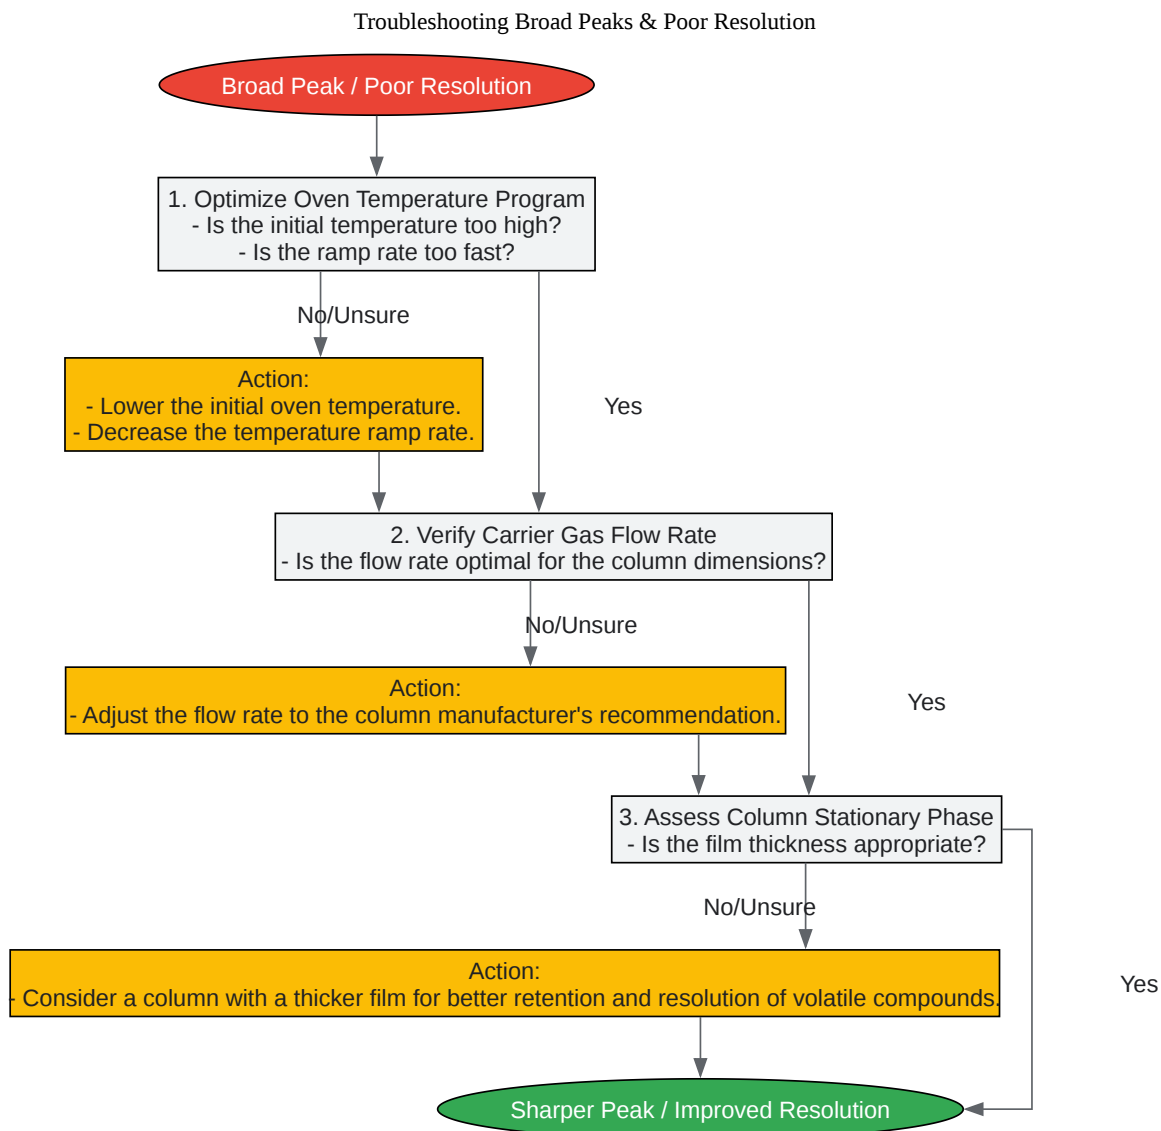 Troubleshooting Broad Peaks & Poor Resolution
Broad Peak / Poor Resolution
1. Optimize Oven Temperature Program
- Is the initial temperature too high?
- Is the ramp rate too fast?
No/Unsure
Action:
- Lower the initial oven temperature.
- Decrease the temperature ramp rate.
Yes
2. Verify Carrier Gas Flow Rate
- Is the flow rate optimal for the column dimensions?
No/Unsure
Action:
- Adjust the flow rate to the column manufacturer's recommendation.
Yes
3. Assess Column Stationary Phase
- Is the film thickness appropriate?
No/Unsure
Action:
- Consider a column with a thicker film for better retention and resolution of volatile compounds.
Yes
Sharper Peak / Improved Resolution